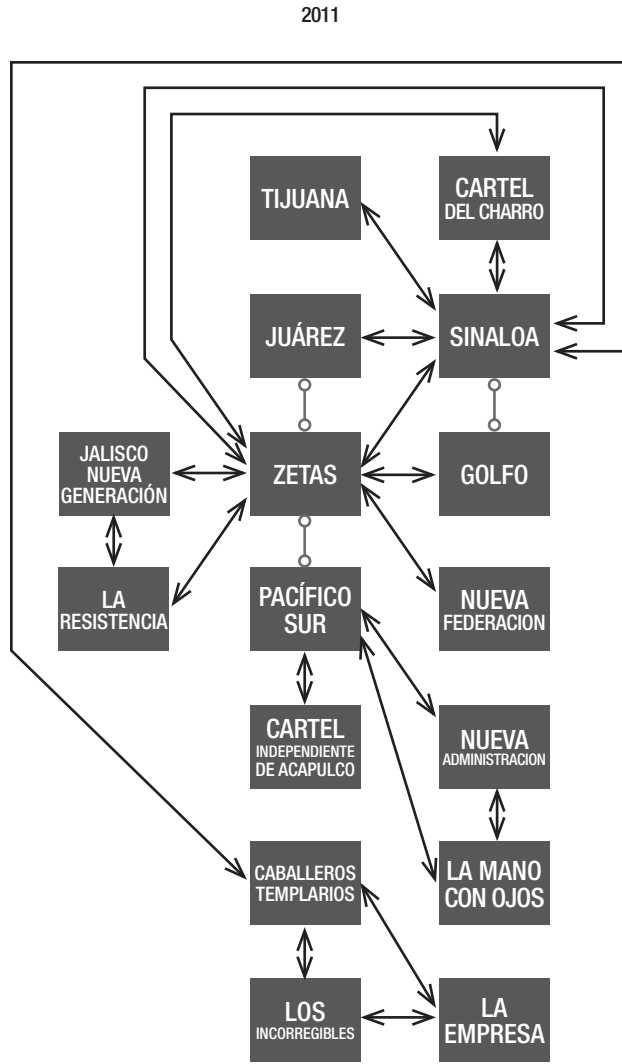 2011
TIJUANA
CARTEL
DEL CHARRO
JUÁREZ
SINALOA
JALISCO
NUEVA
GENERACIÓN
ZETAS
GOLFO
LA
RESISTENCIA
PACÍFICO
SUR
NUEVA
FEDERACION
CARTEL
INDEPENDIENTE
DE ACAPULCO
NUEVA
ADMINISTRACION
CABALLEROS
TEMPLARIOS
LA MANO
CON OJOS
LOS
INCORREGIBLES
LA
EMPRESA